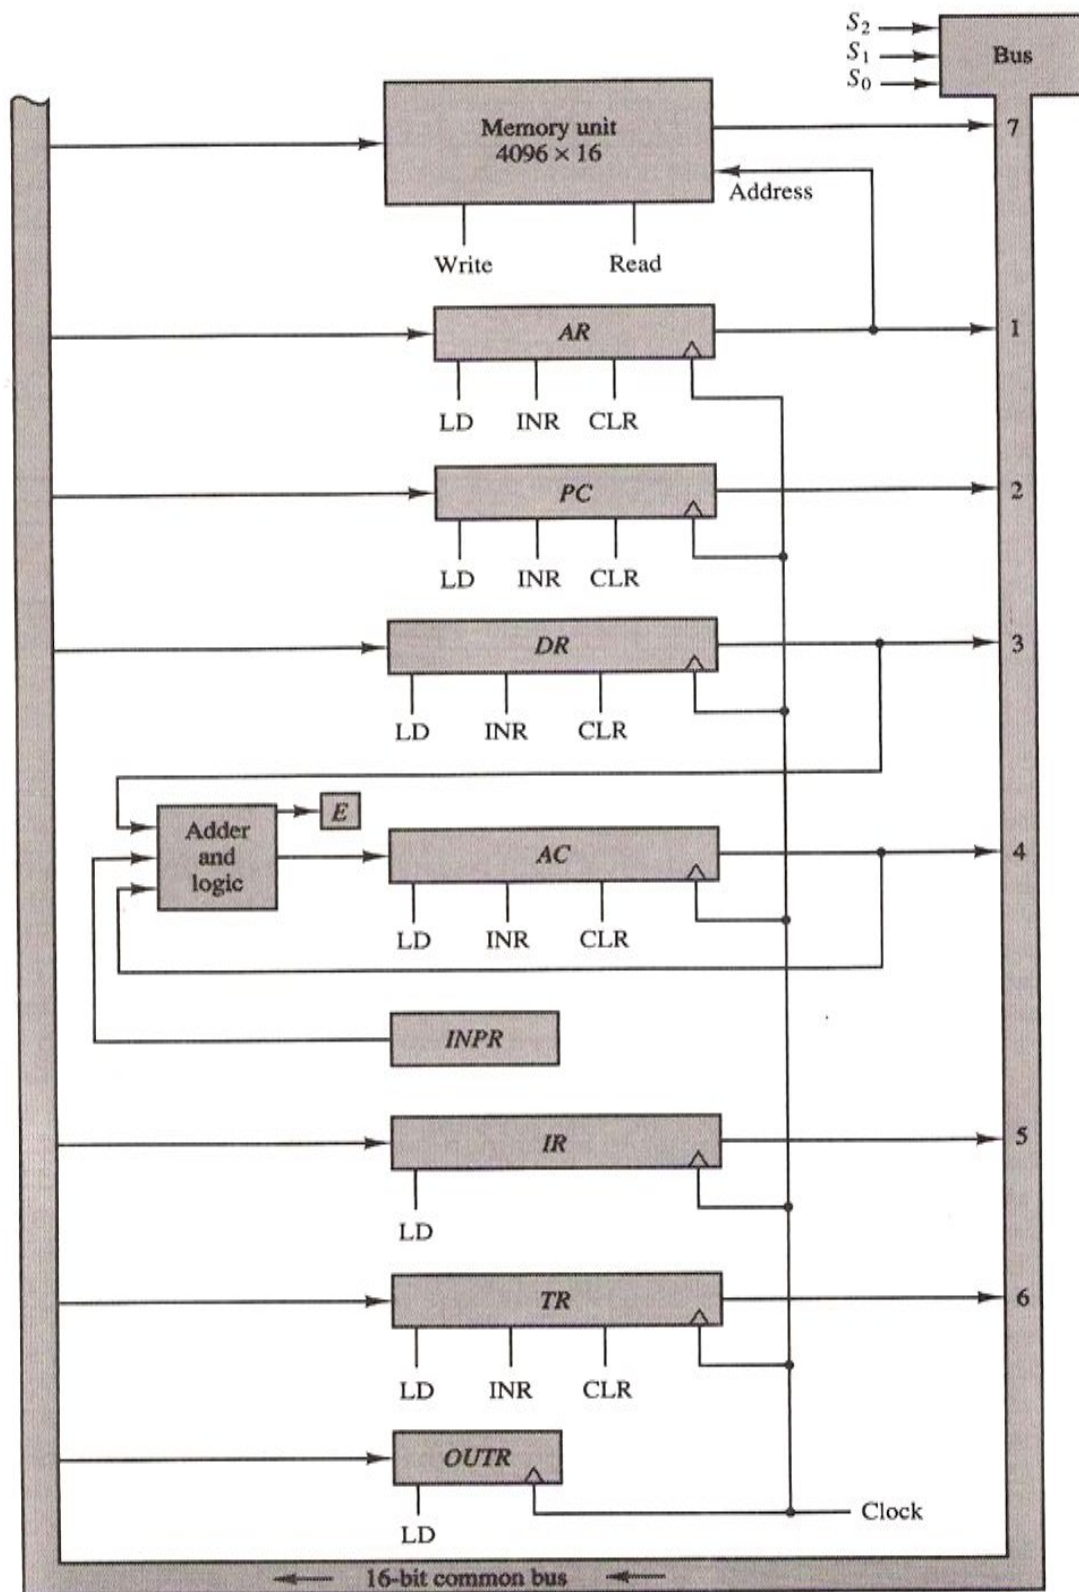 S2
S1
S0
Bus
Memory unit
4096 × 16
7
Address
Write
Read
AR
1
LD
INR
CLR
PC
2
LD
INR
CLR
DR
3
LD
INR
CLR
Adder
and
logic
E
AC
4
LD
INR
CLR
INPR
IR
5
LD
TR
6
LD
INR
CLR
OUTR
LD
Clock
16-bit common bus